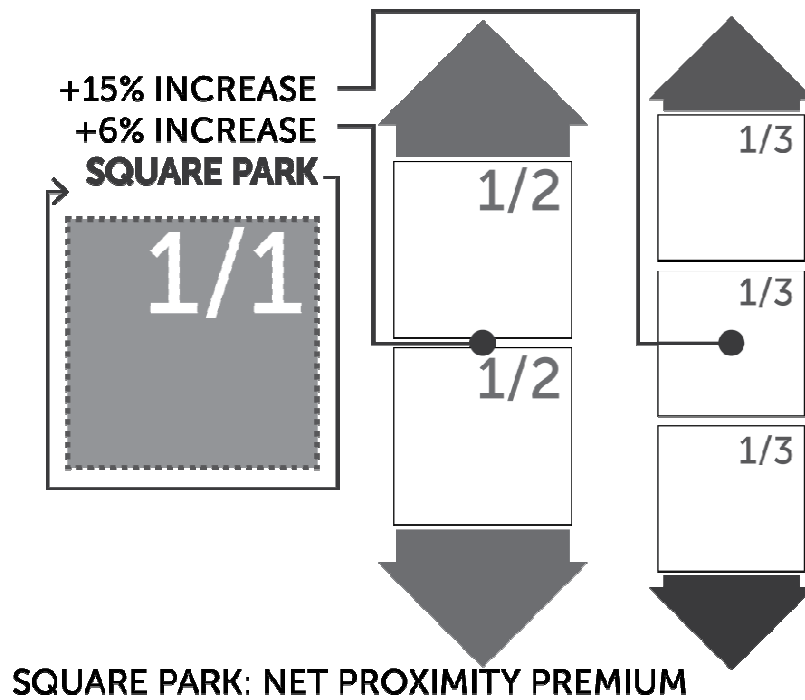 +15% INCREASE
+6% INCREASE
SQUARE PARK
1/1
1/2
1/2
1/3
1/3
1/3
SQUARE PARK: NET PROXIMITY PREMIUM